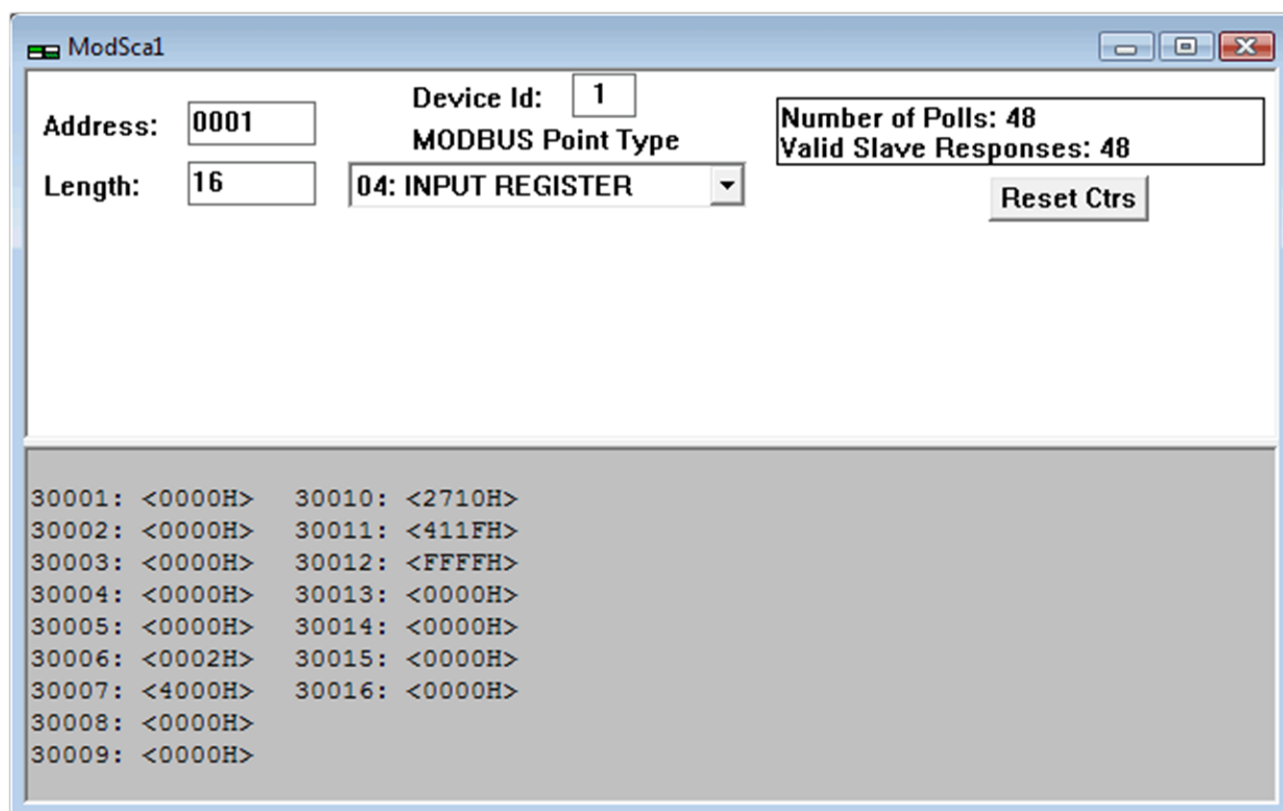 ModSca1
Device Id: 1
Address: 0001
MODBUS Point Type
Length: 16
04: INPUT REGISTER
Number of Polls: 48
Valid Slave Responses: 48
Reset Ctrs
30001: <0000H> 30010: <2710H>
30002: <0000H> 30011: <411FH>
30003: <0000H> 30012: <FFFFH>
30004: <0000H> 30013: <0000H>
30005: <0000H> 30014: <0000H>
30006: <0002H> 30015: <0000H>
30007: <4000H> 30016: <0000H>
30008: <0000H>
30009: <0000H>